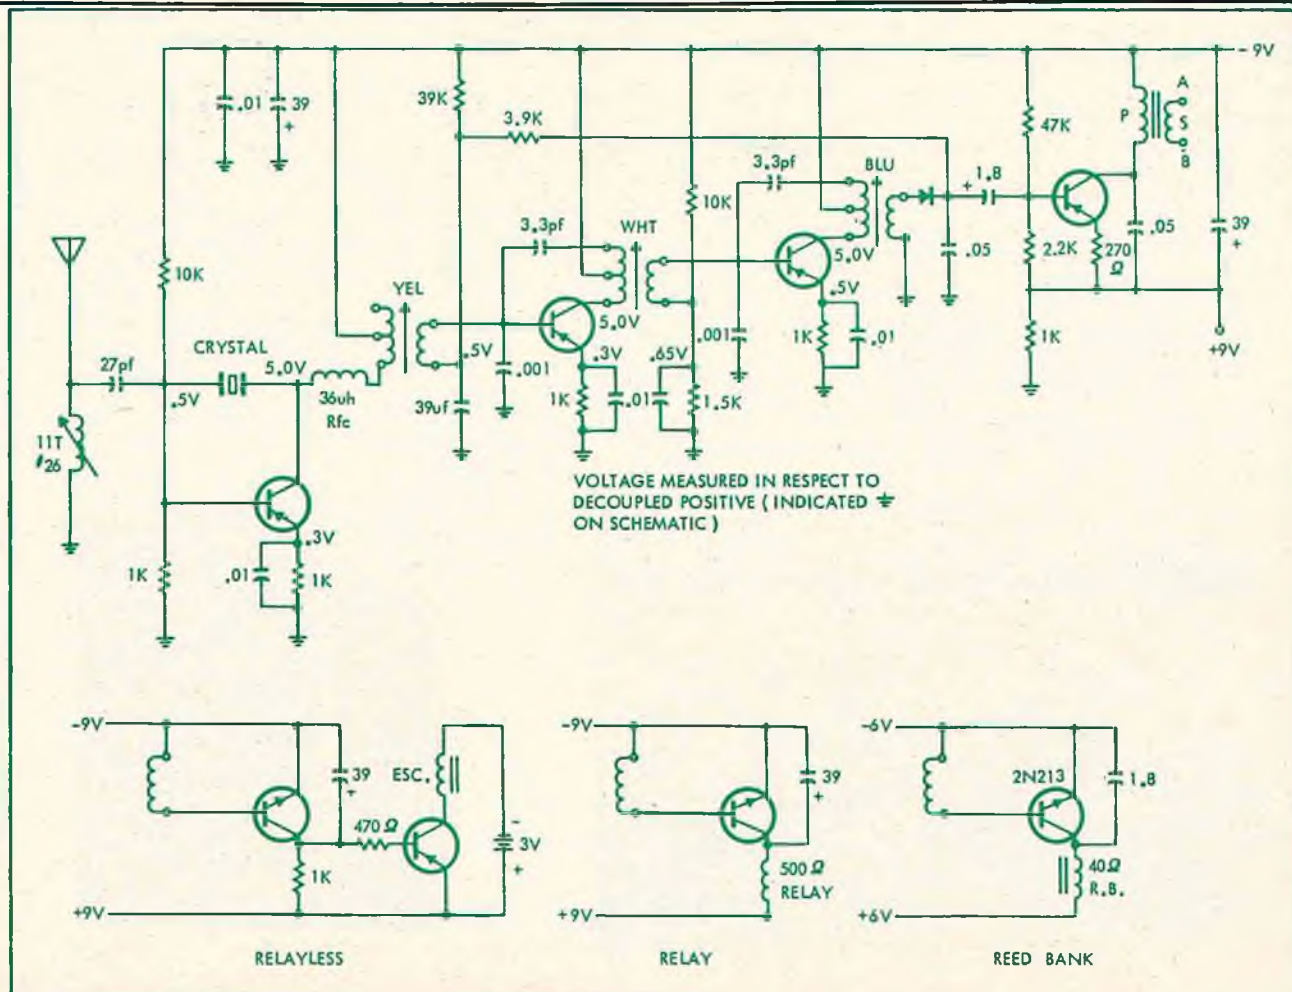 -9V
.01
39
+
39K
3.9K
47K
P
A
S
B
3.3pf
BLU
+ 1.8
10K
3.3pf
WHT
2.2K
270
Ω
.05
39
+
.05
10K
5.0V
.5V
YEL
CRYSTAL
27pf
5.0V
5.0V
.5V
.001
.3V
.65V
.001
1K
.01
1K
+9V
.5V
36uh
Rfc
39uf
1K
.01
1.5K
11T
#26
VOLTAGE MEASURED IN RESPECT TO
DECOUPLED POSITIVE ( INDICATED
ON SCHEMATIC )
.3V
1K
.01
1K
-9V
39
+
ESC.
470 Ω
-
3V
+
1K
+9V
RELAYLESS
-9V
39
+
500Ω
RELAY
+9V
RELAY
-6V
2N213
1.8
40Ω
R.B.
+6V
REED BANK